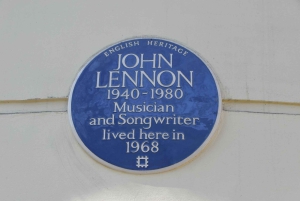 ENGLISH HERITAGE
JOHN
LENNON
1940-1980
Musician
and Songwriter
lived here in
1968